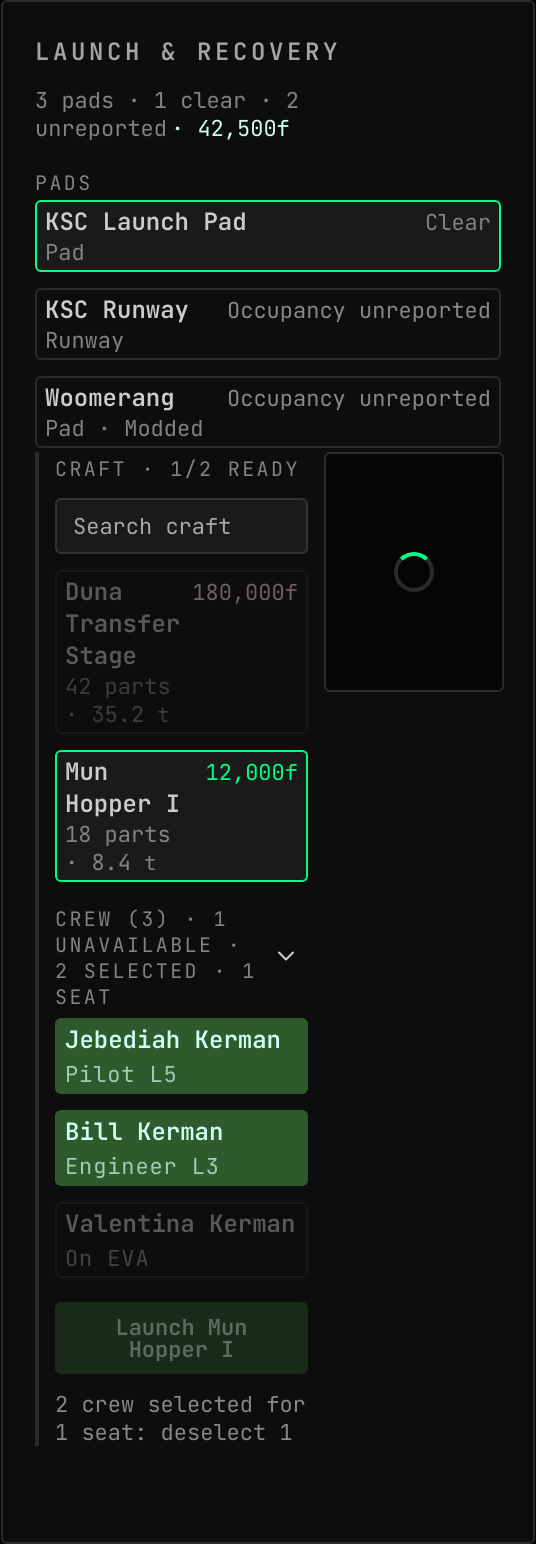 LAUNCH & RECOVERY
3 pads · 1 clear · 2
unreported · 42,500f
PADS
KSC Launch Pad Clear
Pad
KSC Runway Occupancy unreported
Runway
Woomerang Occupancy unreported
Pad · Modded
CRAFT · 1/2 READY
Search craft
Duna 180,000f
Transfer
Stage
42 parts
· 35.2 t
Mun 12,000f
Hopper I
18 parts
· 8.4 t
CREW (3) · 1
UNAVAILABLE ·
2 SELECTED · 1
SEAT
Jebediah Kerman
Pilot L5
Bill Kerman
Engineer L3
Valentina Kerman
On EVA
Launch Mun
Hopper I
2 crew selected for
1 seat: deselect 1